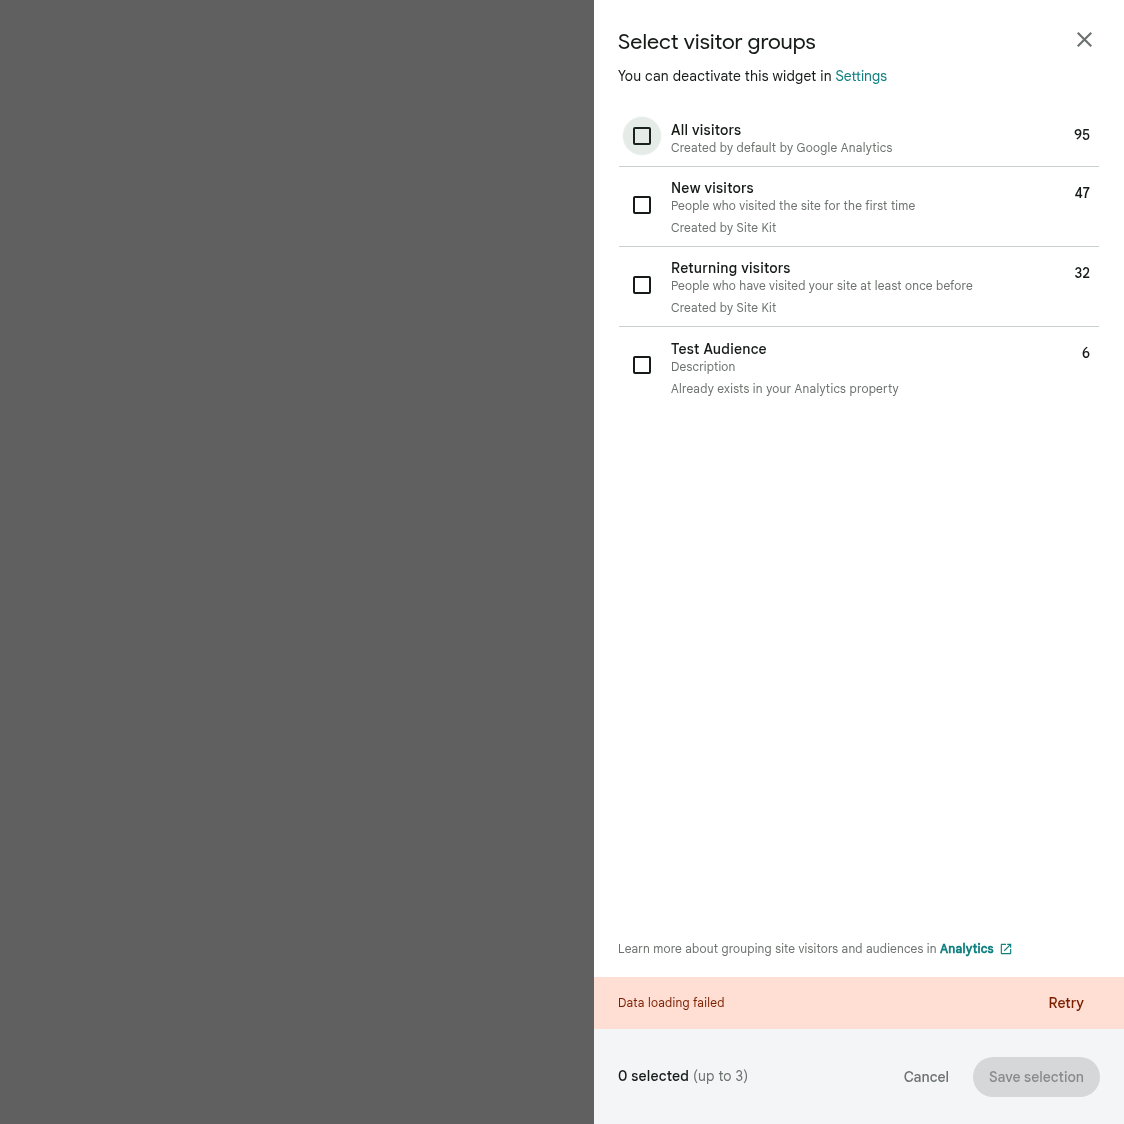 Select visitor groups
You can deactivate this widget in Settings
All visitors
95
Created by default by Google Analytics
New visitors
47
People who visited the site for the first time
Created by Site Kit
Returning visitors
32
People who have visited your site at least once before
Created by Site Kit
Test Audience
6
Description
Already exists in your Analytics property
Learn more about grouping site visitors and audiences in Analytics
Data loading failed
Retry
0 selected (up to 3)
Cancel
Save selection